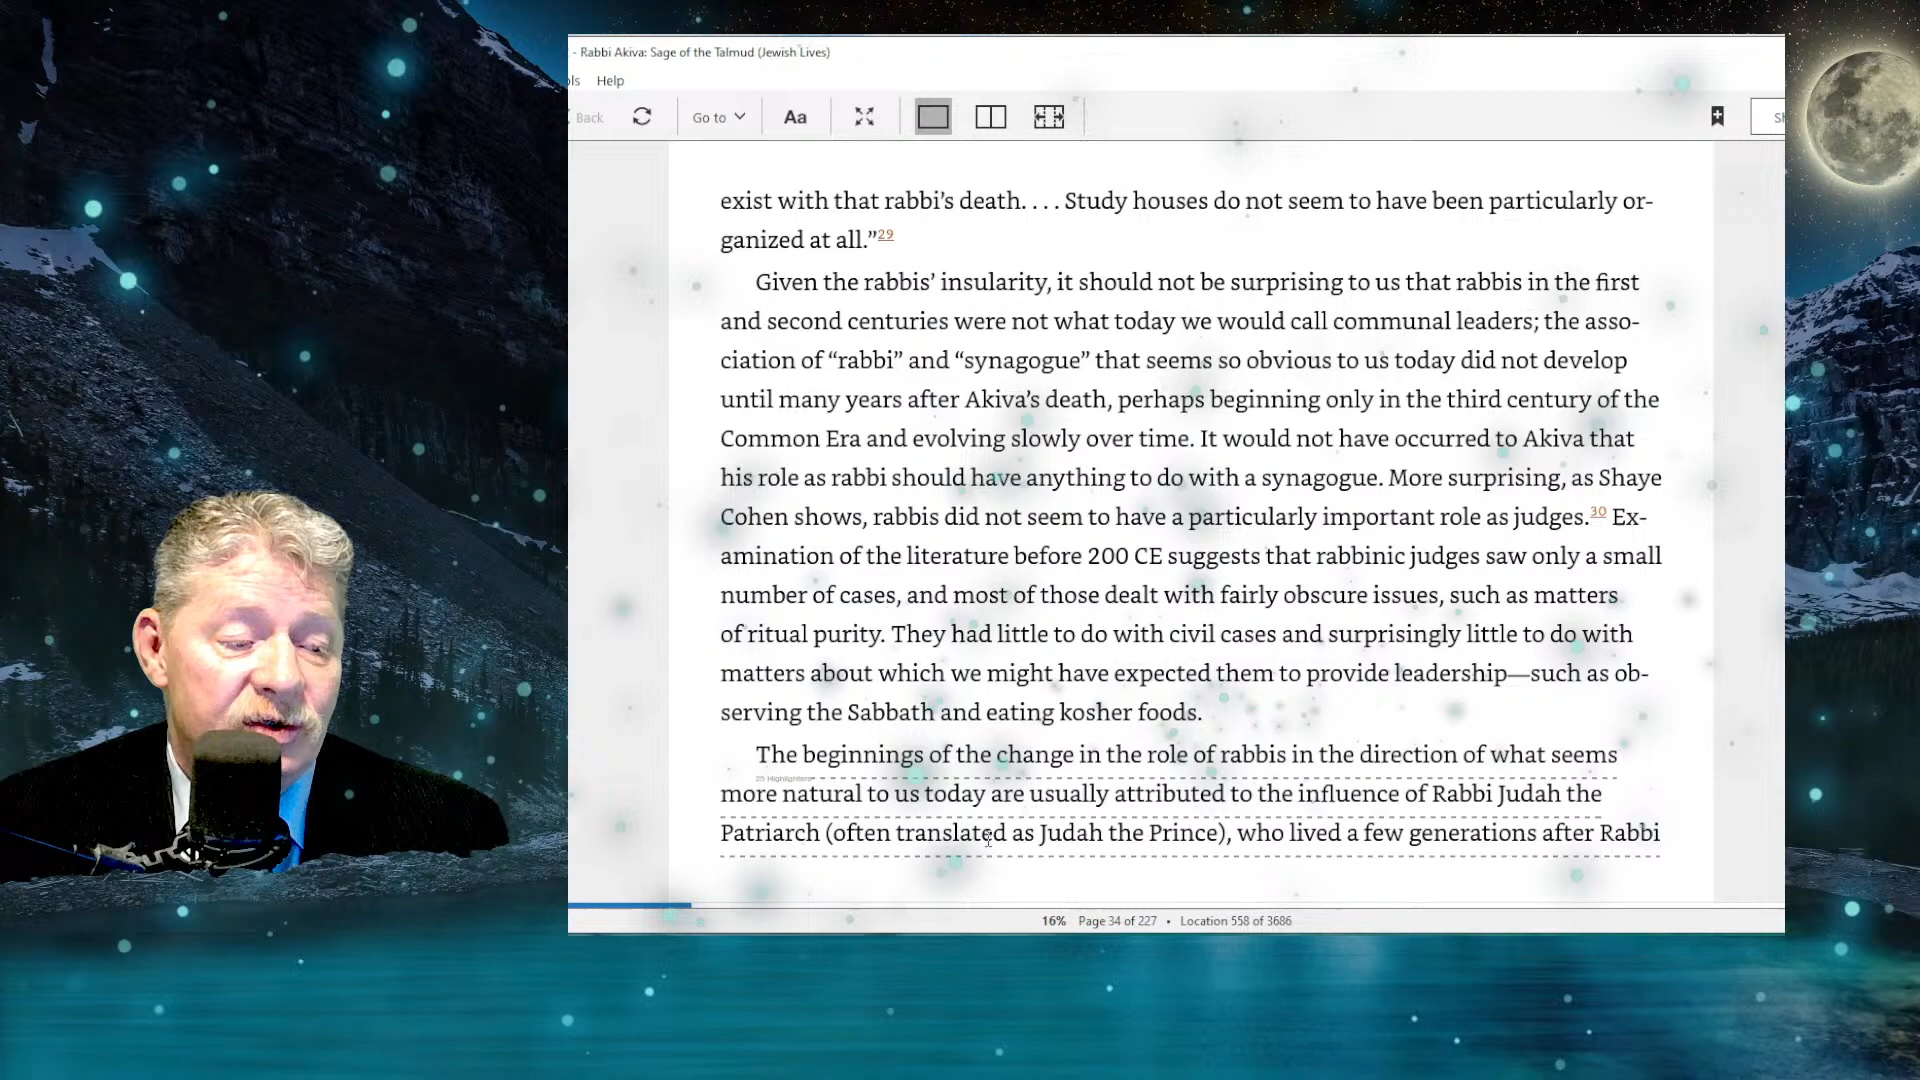 - Rabbi Akiva: Sage of the Talmud (Jewish Lives)
ols Help
Back Go to Aa
exist with that rabbi's death. . . . Study houses do not seem to have been particularly or-
ganized at all.”29
Given the rabbis’ insularity, it should not be surprising to us that rabbis in the first
and second centuries were not what today we would call communal leaders; the asso-
ciation of “rabbi” and “synagogue” that seems so obvious to us today did not develop
until many years after Akiva’s death, perhaps beginning only in the third century of the
Common Era and evolving slowly over time. It would not have occurred to Akiva that
his role as rabbi should have anything to do with a synagogue. More surprising, as Shaye
Cohen shows, rabbis did not seem to have a particularly important role as judges.30 Ex-
amination of the literature before 200 CE suggests that rabbinic judges saw only a small
number of cases, and most of those dealt with fairly obscure issues, such as matters
of ritual purity. They had little to do with civil cases and surprisingly little to do with
matters about which we might have expected them to provide leadership—such as ob-
serving the Sabbath and eating kosher foods.
The beginnings of the change in the role of rabbis in the direction of what seems
25 Highlighters
more natural to us today are usually attributed to the influence of Rabbi Judah the
Patriarch (often translated as Judah the Prince), who lived a few generations after Rabbi
16% Page 34 of 227 • Location 558 of 3686